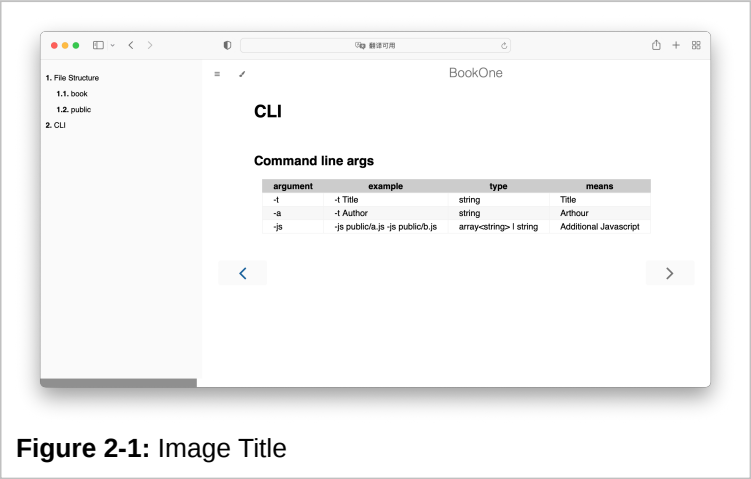 翻译可用
1. File Structure
1.1. book
1.2. public
2. CLI
BookOne
CLI
Command line args
argument example type means
-t -t Title string Title
-a -t Author string Arthour
-js -js public/a.js -js public/b.js array<string> | string Additional Javascript
Figure 2-1: Image Title